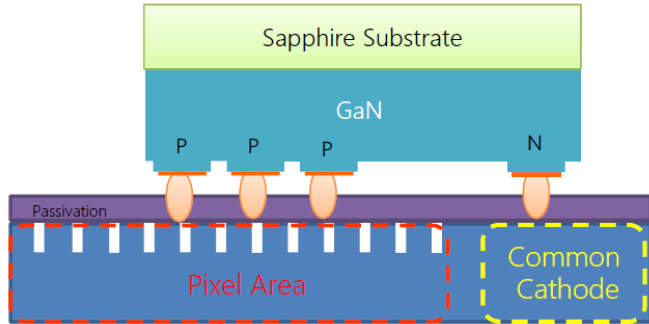 Sapphire Substrate
GaN
P P P N
Passivation
Pixel Area
Common
Cathode